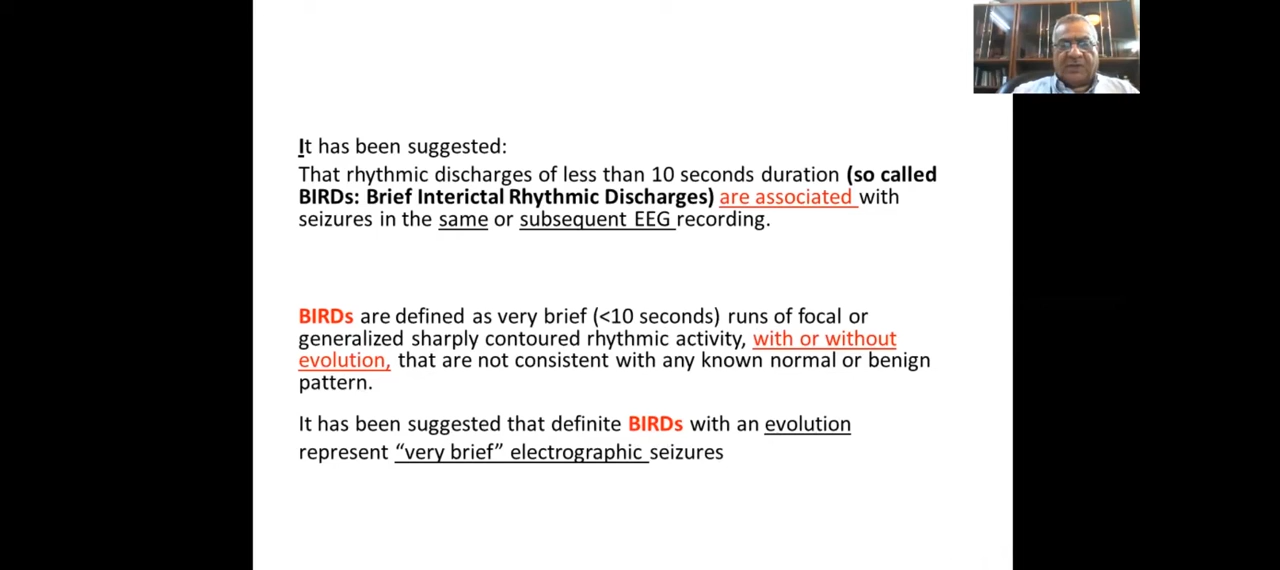 It has been suggested:
That rhythmic discharges of less than 10 seconds duration (so called
BIRDs: Brief Interictal Rhythmic Discharges) are associated with
seizures in the same or subsequent EEG recording.
BIRDs are defined as very brief (<10 seconds) runs of focal or
generalized sharply contoured rhythmic activity, with or without
evolution, that are not consistent with any known normal or benign
pattern.
It has been suggested that definite BIRDs with an evolution
represent “very brief” electrographic seizures